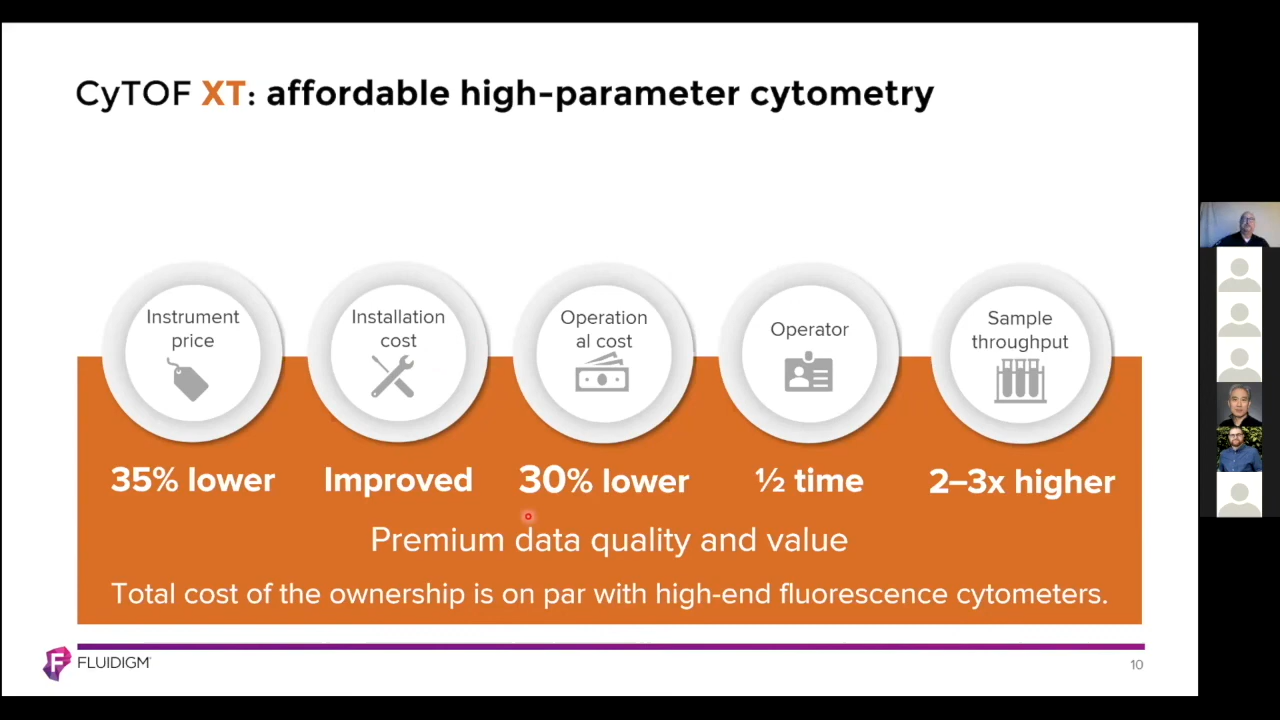 CyTOF XT: affordable high-parameter cytometry
Instrument
price
Installation
cost
Operation
al cost
Operator
Sample
throughput
35% lower
Improved
30% lower
½ time
2–3x higher
Premium data quality and value
Total cost of the ownership is on par with high-end fluorescence cytometers.
F
FLUIDIGM
10